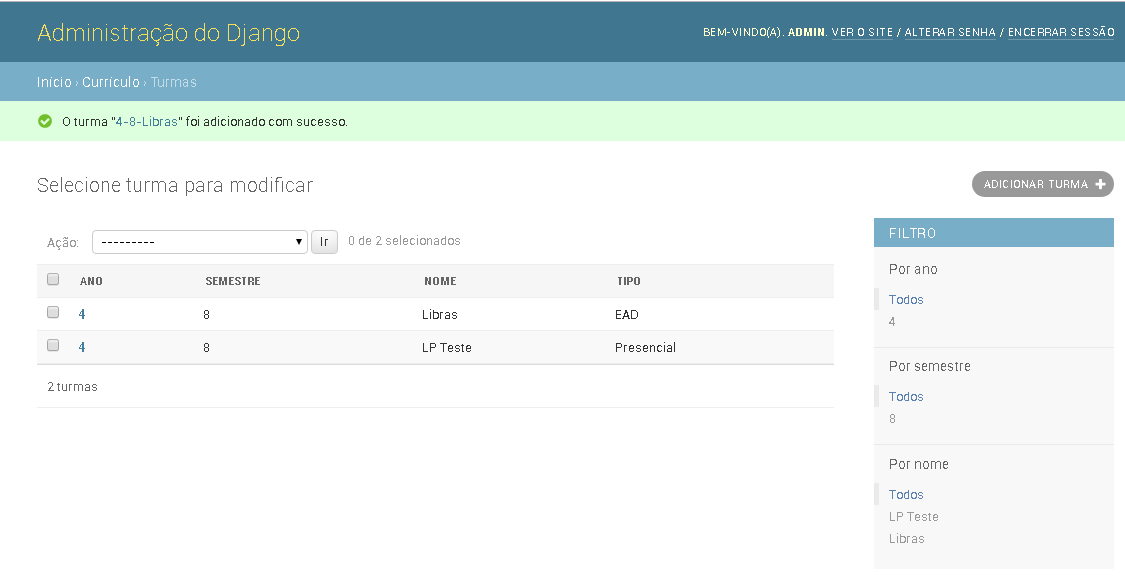 Administração do Django
BEM-VINDO(A). ADMIN. VER O SITE / ALTERAR SENHA / ENCERRAR SESSÃO
Início › Currículo › Turmas
O turma "4-8-Libras" foi adicionado com sucesso.
Selecione turma para modificar
ADICIONAR TURMA +
Ação: --------- Ir 0 de 2 selecionados
ANO SEMESTRE NOME TIPO
4 8 Libras EAD
4 8 LP Teste Presencial
2 turmas
FILTRO
Por ano
Todos
4
Por semestre
Todos
8
Por nome
Todos
LP Teste
Libras